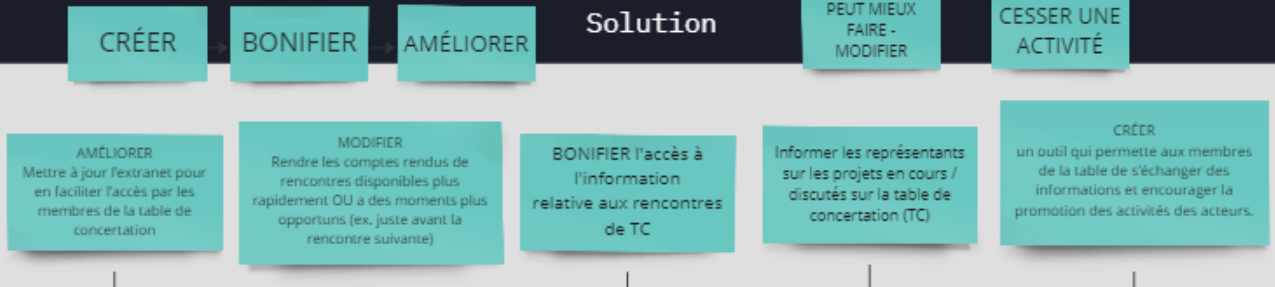 CRÉER
BONIFIER
AMÉLIORER
Solution
PEUT MIEUX
FAIRE -
MODIFIER
CESSER UNE
ACTIVITÉ
AMÉLIORER
Mettre à jour l'extranet pour
en faciliter l'accès par les
membres de la table de
concertation
MODIFIER
Rendre les comptes rendus de
rencontres disponibles plus
rapidement OU a des moments plus
opportuns (ex. juste avant la
rencontre suivante)
BONIFIER l'accès à
l'information
relative aux rencontres
de TC
Informer les représentants
sur les projets en cours /
discutés sur la table de
concertation (TC)
CRÉER
un outil qui permette aux membres
de la table de s'échanger des
informations et encourager la
promotion des activités des acteurs.